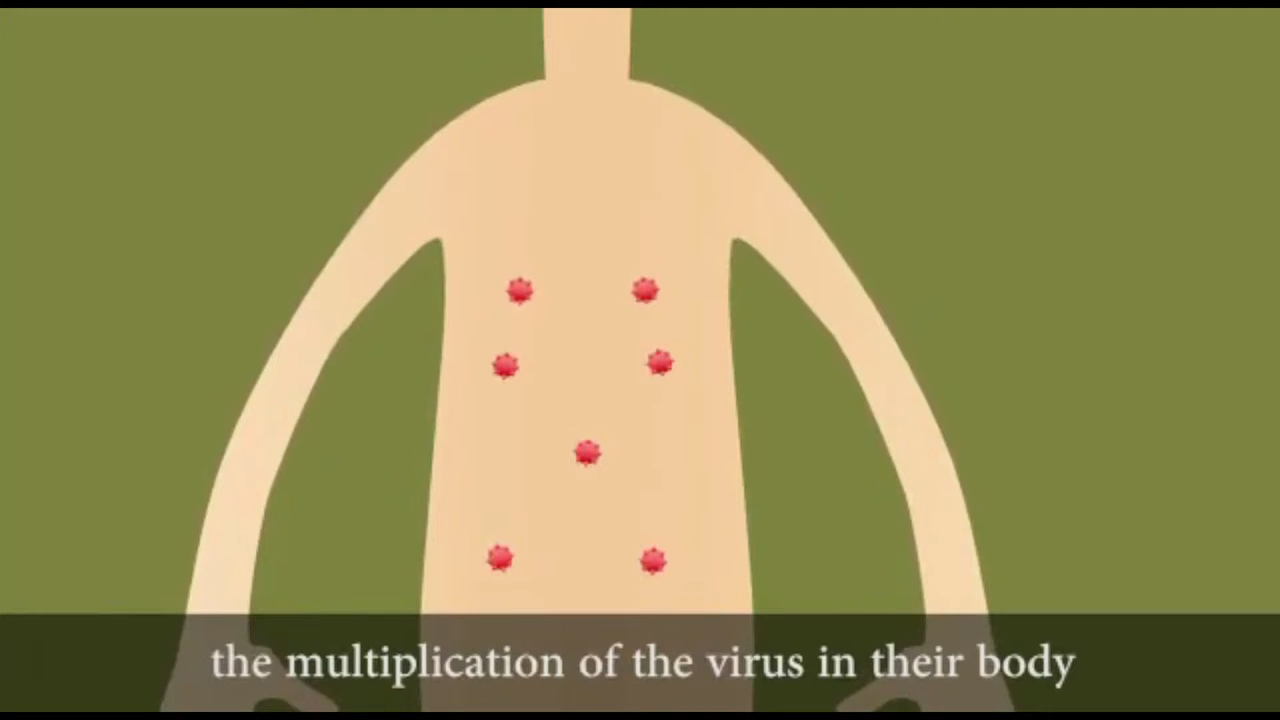 the multiplication of the virus in their body